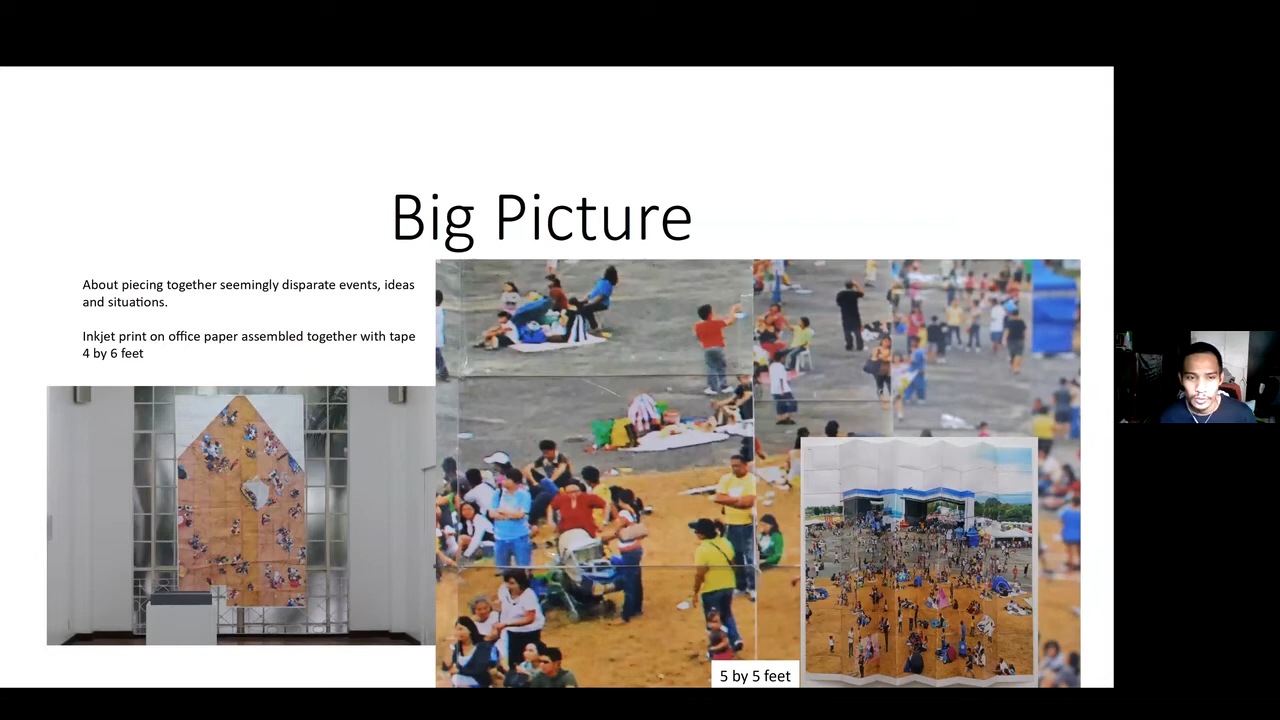 Big Picture
About piecing together seemingly disparate events, ideas
and situations.
Inkjet print on office paper assembled together with tape
4 by 6 feet
5 by 5 feet